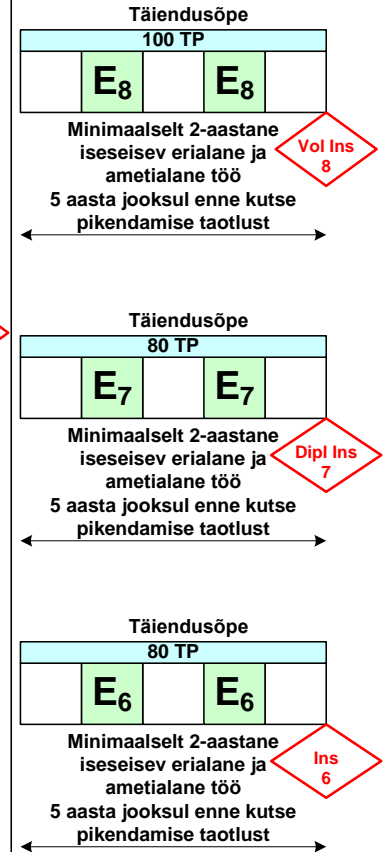 Täiendusõpe
100 TP
E8 E8
Minimaalselt 2-aastane
iseseisev erialane ja
ametialane töö
5 aasta jooksul enne kutse
pikendamise taotlust
Vol Ins
8
Täiendusõpe
80 TP
E7 E7
Minimaalselt 2-aastane
iseseisev erialane ja
ametialane töö
5 aasta jooksul enne kutse
pikendamise taotlust
Dipl Ins
7
Täiendusõpe
80 TP
E6 E6
Minimaalselt 2-aastane
iseseisev erialane ja
ametialane töö
5 aasta jooksul enne kutse
pikendamise taotlust
Ins
6